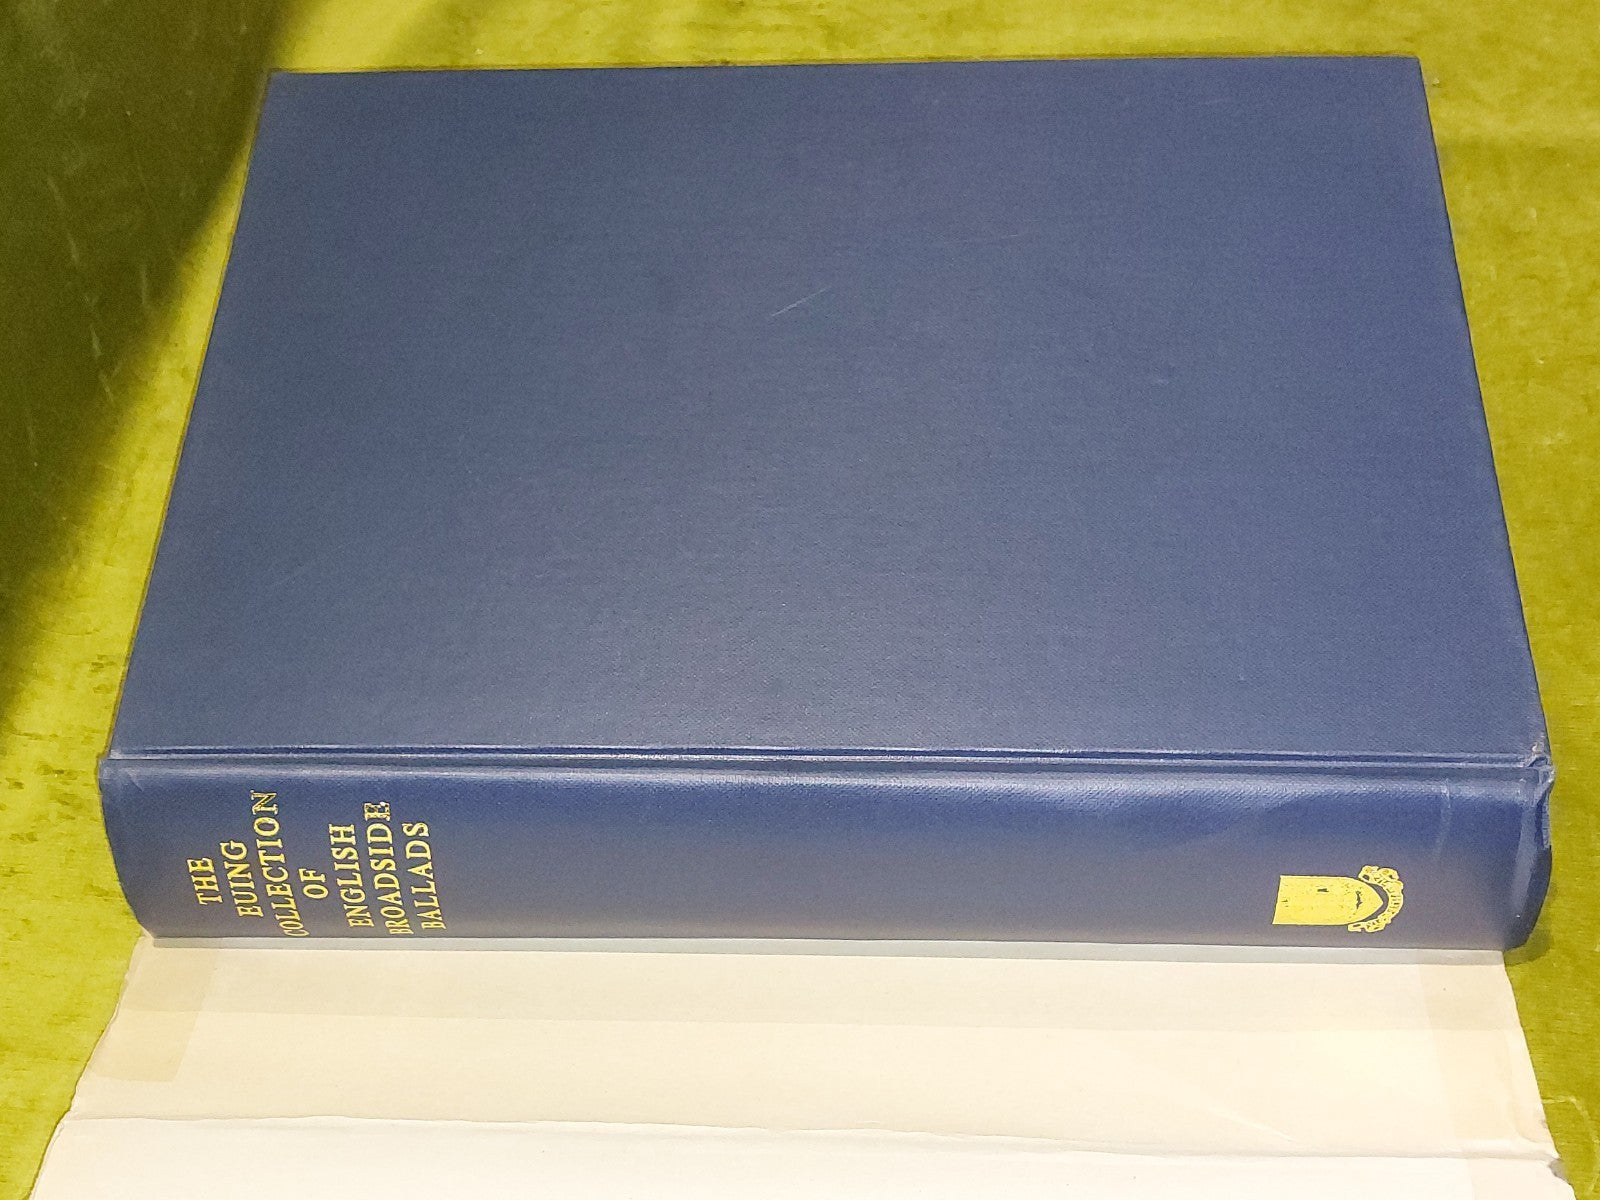 THE
EUING
COLLECTION
OF
ENGLISH
BROADSIDE
BALLADS